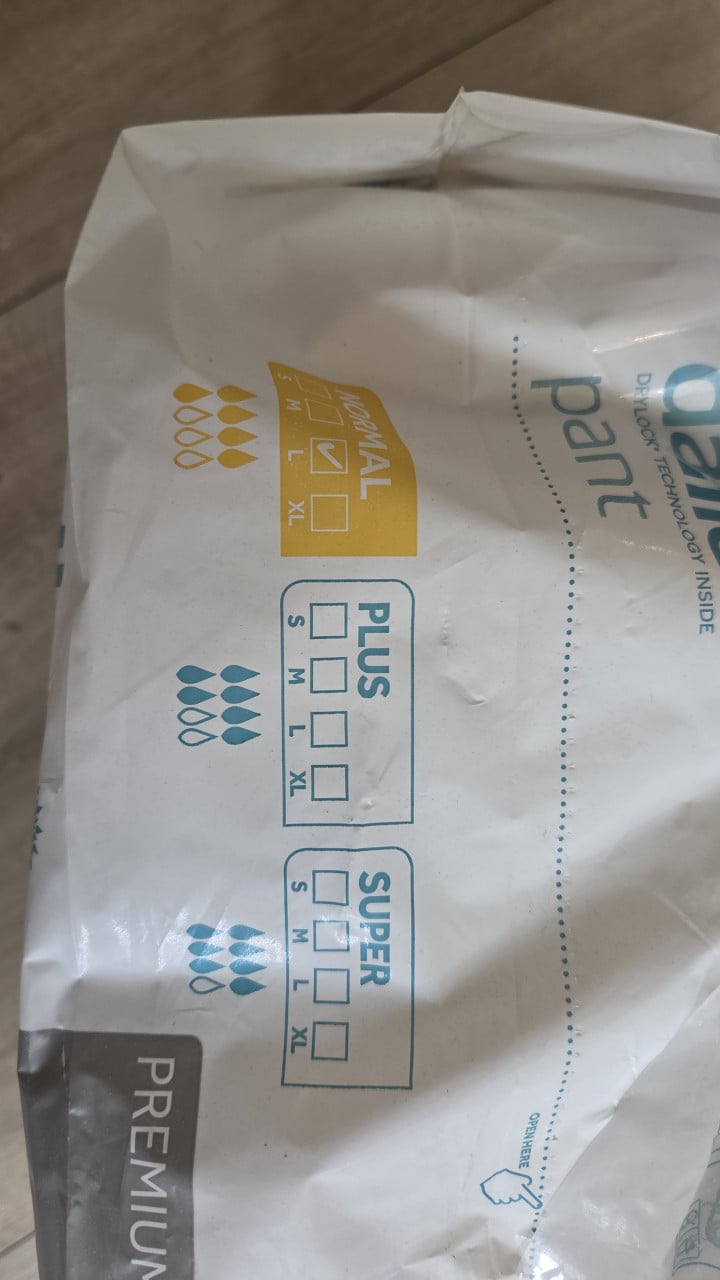 DRYLOCK® TECHNOLOGY INSIDE
pant
NORMAL
S M L XL
PLUS
S M L XL
SUPER
S M L XL
OPEN HERE
PREMIUM